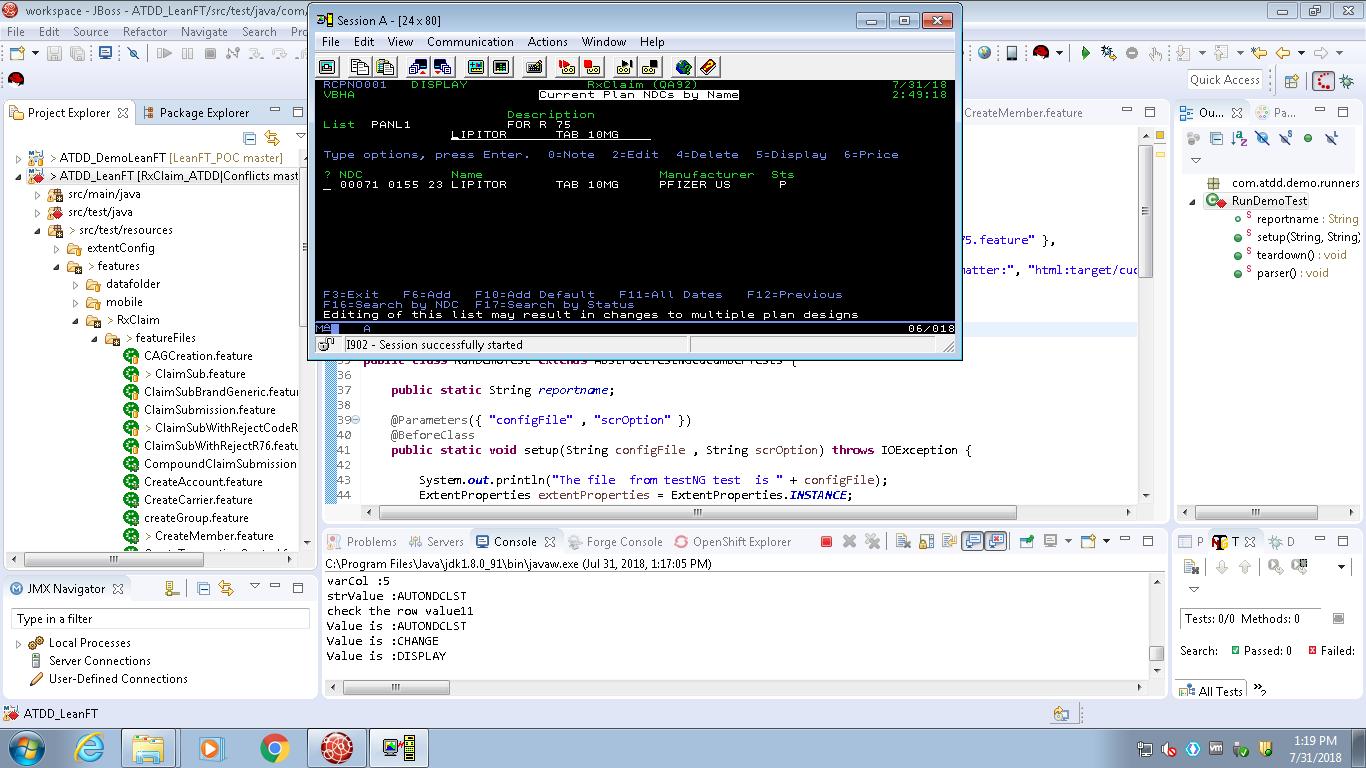 workspace - JBoss - ATDD_LeanFT/src/test/java/com/
File Edit Source Refactor Navigate Search
Quick Access
Project Explorer
Package Explorer
> ATDD_DemoLeanFT [LeanFT_POC master]
> ATDD_LeanFT [RxClaim_ATDD|Conflicts mast
src/main/java
src/test/java
> src/test/resources
extentConfig
> features
datafolder
mobile
> RxClaim
> featureFiles
CAGCreation.feature
> ClaimSub.feature
ClaimSubBrandGeneric.featu
ClaimSubmission.feature
> ClaimSubWithRejectCodeR
ClaimSubWithRejectR76.featu
CompoundClaimSubmission
CreateAccount.feature
CreateCarrier.feature
createGroup.feature
> CreateMember.feature
JMX Navigator
Type in a filter
Local Processes
Server Connections
User-Defined Connections
ATDD_LeanFT
Session A - [24 x 80]
File Edit View Communication Actions Window Help
RCPNO001 DISPLAY RxClaim (QA92) 7/31/18
VBHA Current Plan NDCs by Name 2:49:18
Description
List PANL1 FOR R 75
LIPITOR TAB 10MG
Type options, press Enter. 0=Note 2=Edit 4=Delete 5=Display 6=Price
? NDC Name Manufacturer Sts
_ 00071 0155 23 LIPITOR TAB 10MG PFIZER US P
F3=Exit F6=Add F10=Add Default F11=All Dates F12=Previous
F16=Search by NDC F17=Search by Status
Editing of this list may result in changes to multiple plan designs
MA A 06/018
I902 - Session successfully started
CreateMember.feature
75.feature" },
matter:", "html:target/cuc
35 public class RunDemoTest extends AbstractTestNGCucumberTests {
36
37 public static String reportname;
38
39 @Parameters({ "configFile" , "scrOption" })
40 @BeforeClass
41 public static void setup(String configFile , String scrOption) throws IOException {
42
43 System.out.println("The file from testNG test is " + configFile);
44 ExtentProperties extentProperties = ExtentProperties.INSTANCE;
Problems Servers Console Forge Console OpenShift Explorer
C:\Program Files\Java\jdk1.8.0_91\bin\javaw.exe (Jul 31, 2018, 1:17:05 PM)
varCol :5
strValue :AUTONDCLST
check the row value11
Value is :AUTONDCLST
Value is :CHANGE
Value is :DISPLAY
Ou... Pa...
com.atdd.demo.runners
RunDemoTest
reportname : String
setup(String, String)
teardown() : void
parser() : void
P T D
Tests: 0/0 Methods: 0
Search: Passed: 0 Failed:
All Tests
1:19 PM
7/31/2018